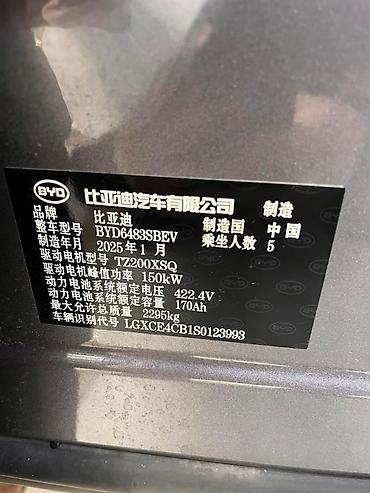 BYD 比亚迪汽车有限公司 制造
品牌 比亚迪 制造国 中国
整车型号 BYD6483SBEV 乘坐人数 5
制造年月 2025年1月
驱动电机型号 TZ200XSQ
驱动电机峰值功率 150kW
动力电池系统额定电压 422.4V
动力电池系统额定容量 170Ah
最大允许总质量 2295kg
车辆识别代号 LGXCE4CB1S0123993